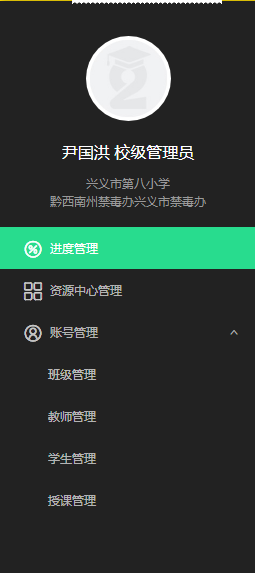 尹国洪 校级管理员
兴义市第八小学
黔西南州禁毒办兴义市禁毒办
进度管理
资源中心管理
账号管理
班级管理
教师管理
学生管理
授课管理